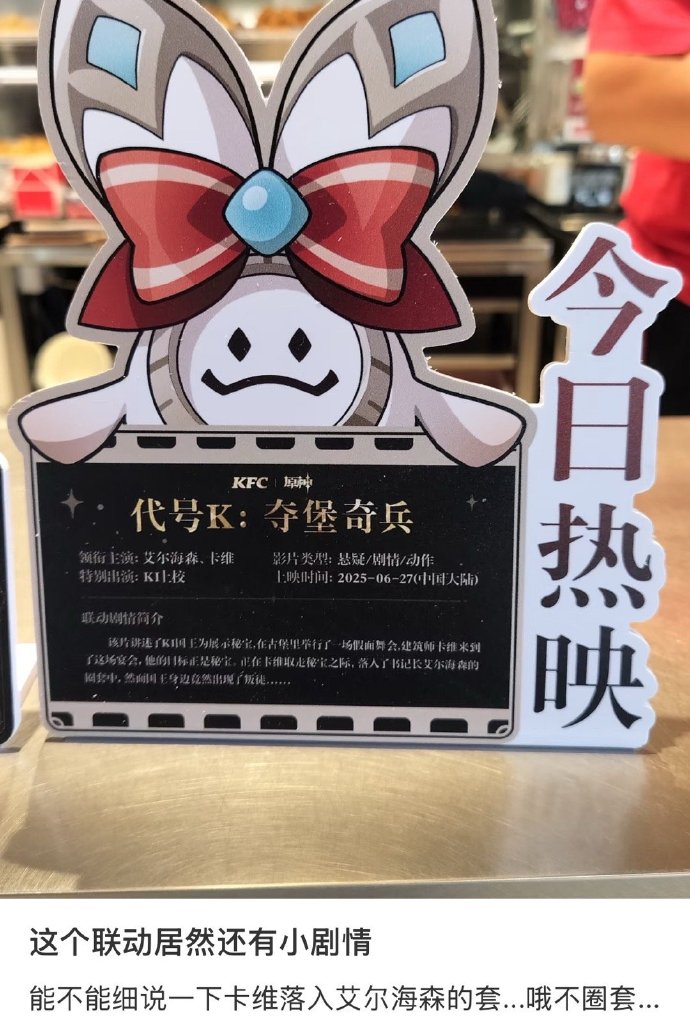 KFC | 原神
代号K：夺堡奇兵
领衔主演：艾尔海森、卡维 影片类型：悬疑/剧情/动作
特别出演：KI上校 上映时间：2025-06-27(中国大陆)
联动剧情简介
该片讲述了KI国王为展示秘宝，在古堡里举行了一场假面舞会，建筑师卡维来到
了这场宴会，他的目标正是秘宝。正在卡维取走秘宝之际，落入了书记长艾尔海森的
圈套中，然而国王身边竟然出现了叛徒……
今日热映
这个联动居然还有小剧情
能不能细说一下卡维落入艾尔海森的套...哦不圈套...